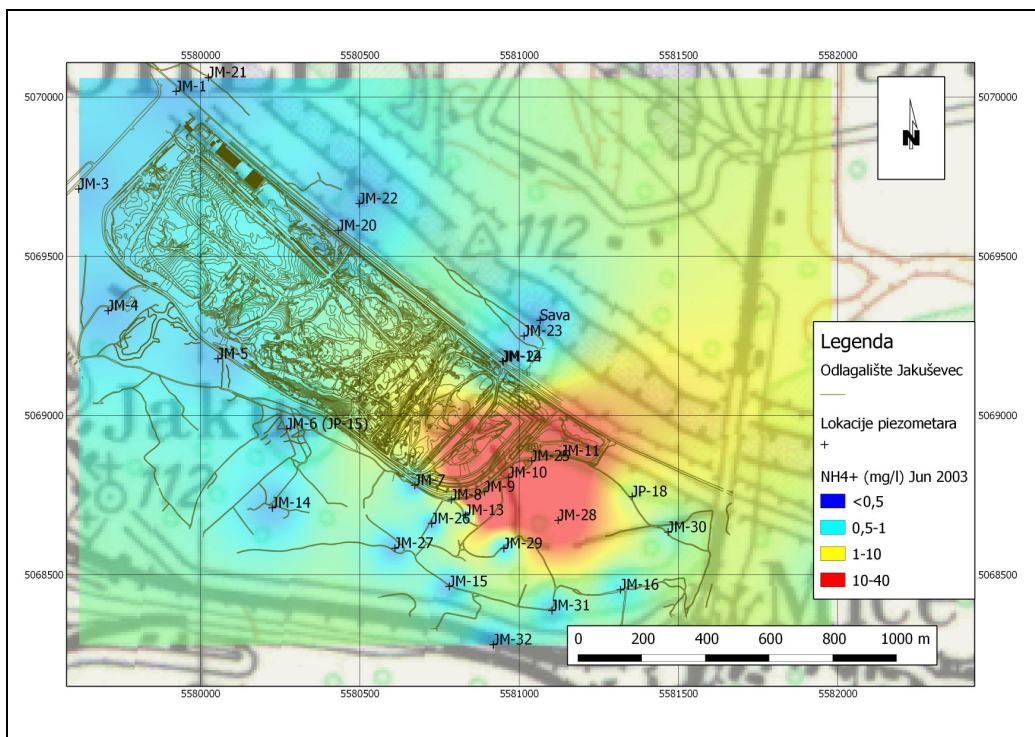 5580000 5580500 5581000 5581500 5582000
JM-21
JM-1
5070000 5070000
N
JM-3
JM-22
JM-20
112
5069500 5069500
JM-4
Sava
JM-23
JM-5
Legenda
Odlagalište Jakuševec
Lokacije piezometara
+
NH4+ (mg/l) Jun 2003
<0,5
0,5-1
1-10
10-40
5069000 5069000
Jak
JM-6 (JP-15)
JM-11
JM-25
JM-10
112
JM-7
JM-9
JM-8
JP-18
JM-14
JM-13
JM-26
JM-28
JM-30
JM-27
JM-29
5068500 5068500
JM-15
JM-16
JM-31
JM-32
0 200 400 600 800 1000 m
5580000 5580500 5581000 5581500 5582000